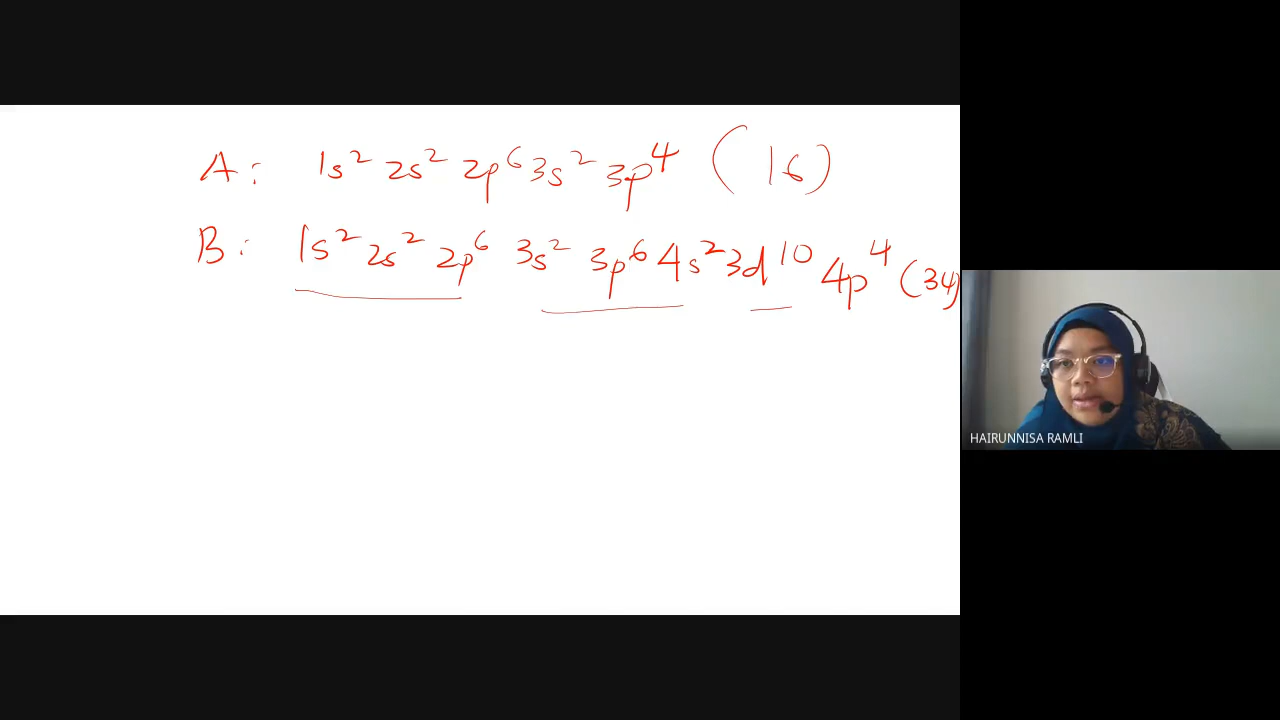 A: 1s² 2s² 2p⁶ 3s² 3p⁴ (16)
B: 1s² 2s² 2p⁶ 3s² 3p⁶ 4s² 3d¹⁰ 4p⁴ (34)
HAIRUNNISA RAMLI